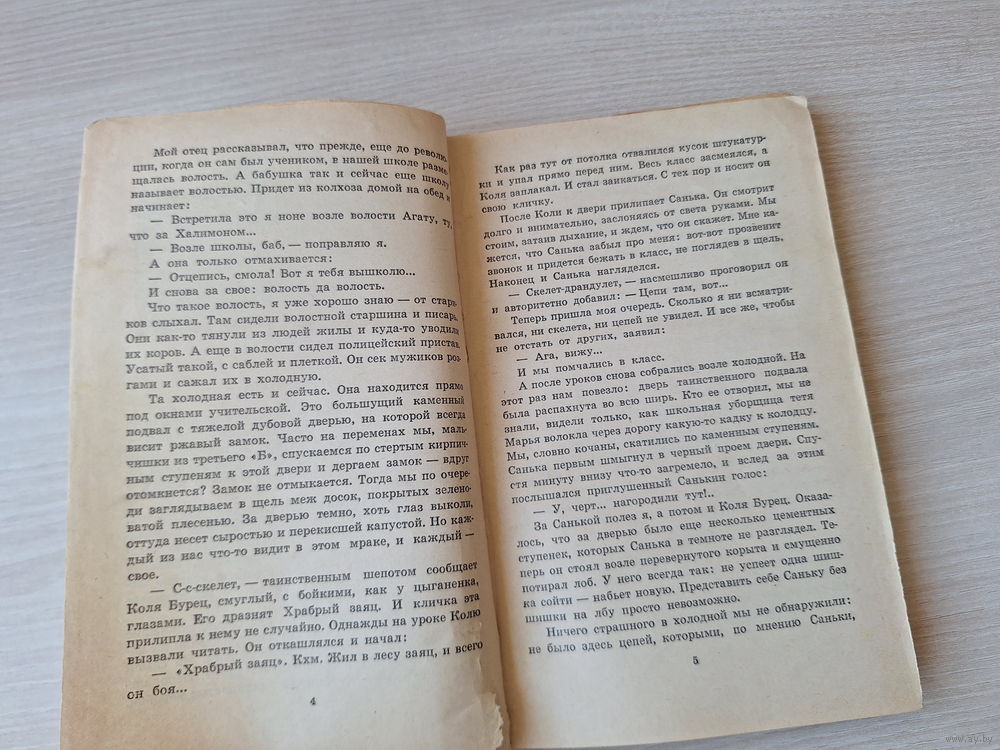 Мой отец рассказывал, что прежде, еще до револю-
ции, когда он сам был учеником, в нашей школе разме-
щалась волость. А бабушка так и сейчас еще школу
называет волостью. Придет из колхоза домой на обед и
начинает:
— Встретила это я ноне возле волости Агату, ту,
что за Халимоном...
— Возле школы, баб, — поправляю я.
А она только отмахивается:
— Отцепись, смола! Вот я тебя вышколю...
И снова за свое: волость да волость.
Что такое волость, я уже хорошо знаю — от стари-
ков слыхал. Там сидели волостной старшина и писарь.
Они как-то тянули из людей жилы и куда-то уводили
их коров. А еще в волости сидел полицейский пристав.
Усатый такой, с саблей и плеткой. Он сек мужиков роз-
гами и сажал их в холодную.
Та холодная есть и сейчас. Она находится прямо
под окнами учительской. Это большущий каменный
подвал с тяжелой дубовой дверью, на которой всегда
висит ржавый замок. Часто на переменах мы, маль-
чишки из третьего «Б», спускаемся по стертым кирпич-
ным ступеням к этой двери и дергаем замок — вдруг
отомкнется? Замок не отмыкается. Тогда мы по очере-
ди заглядываем в щель меж досок, покрытых зелено-
ватой плесенью. За дверью темно, хоть глаз выколи,
оттуда несет сыростью и перекисшей капустой. Но каж-
дый из нас что-то видит в этом мраке, и каждый —
свое.
— С-с-скелет, — таинственным шепотом сообщает
Коля Бурец, смуглый, с бойкими, как у цыганенка,
глазами. Его дразнят Храбрый заяц. И кличка эта
прилипла к нему не случайно. Однажды на уроке Колю
вызвали читать. Он откашлялся и начал:
— «Храбрый заяц». Кхм. Жил в лесу заяц, и всего
он боя...
4
Как раз тут от потолка отвалился кусок штукатур-
ки и упал прямо перед ним. Весь класс засмеялся, а
Коля заплакал. И стал заикаться. С тех пор и носит он
свою кличку.
После Коли к двери прилипает Санька. Он смотрит
долго и внимательно, заслоняясь от света руками. Мы
стоим, затаив дыхание, и ждем, что он скажет. Мне ка-
жется, что Санька забыл про меня: вот-вот прозвенит
звонок и придется бежать в класс, не поглядев в щель.
Наконец и Санька нагляделся.
— Скелет-драндулет, — насмешливо проговорил он
и авторитетно добавил: — Цепи там, вот...
Теперь пришла моя очередь. Сколько я ни всматри-
вался, ни скелета, ни цепей не увидел. И все же, чтобы
не отстать от других, заявил:
— Ага, вижу...
И мы помчались в класс.
А после уроков снова собрались возле холодной. На
этот раз нам повезло: дверь таинственного подвала
была распахнута во всю ширь. Кто ее отворил, мы не
знали, видели только, как школьная уборщица тетя
Марья волокла через дорогу какую-то кадку к колодцу.
Мы, словно кочаны, скатились по каменным ступеням.
Санька первым шмыгнул в черный проем двери. Спу-
стя минуту внизу что-то загремело, и вслед за этим
послышался приглушенный Санькин голос:
— У, черт... нагородили тут!..
За Санькой полез я, а потом и Коля Бурец. Оказа-
лось, что за дверью было еще несколько цементных
ступенек, которых Санька в темноте не разглядел. Те-
перь он стоял возле перевернутого корыта и смущенно
потирал лоб. У него всегда так: не успеет одна шиш-
ка сойти — набьет новую. Представить себе Саньку без
шишки на лбу просто невозможно.
Ничего страшного в холодной мы не обнаружили:
не было здесь цепей, которыми, по мнению Саньки,
5
www.ay.by